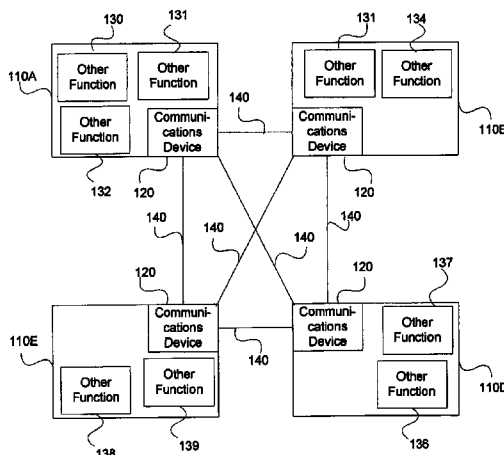 130
131
131
134
110A
Other
Function
Other
Function
Other
Function
Other
Function
140
Other
Function
Communi-
cations
Device
Communi-
cations
Device
110E
132
120
120
140
140
140
140
120
120
137
Communi-
cations
Device
Communi-
cations
Device
Other
Function
110E
140
110D
Other
Function
Other
Function
Other
Function
138
139
136